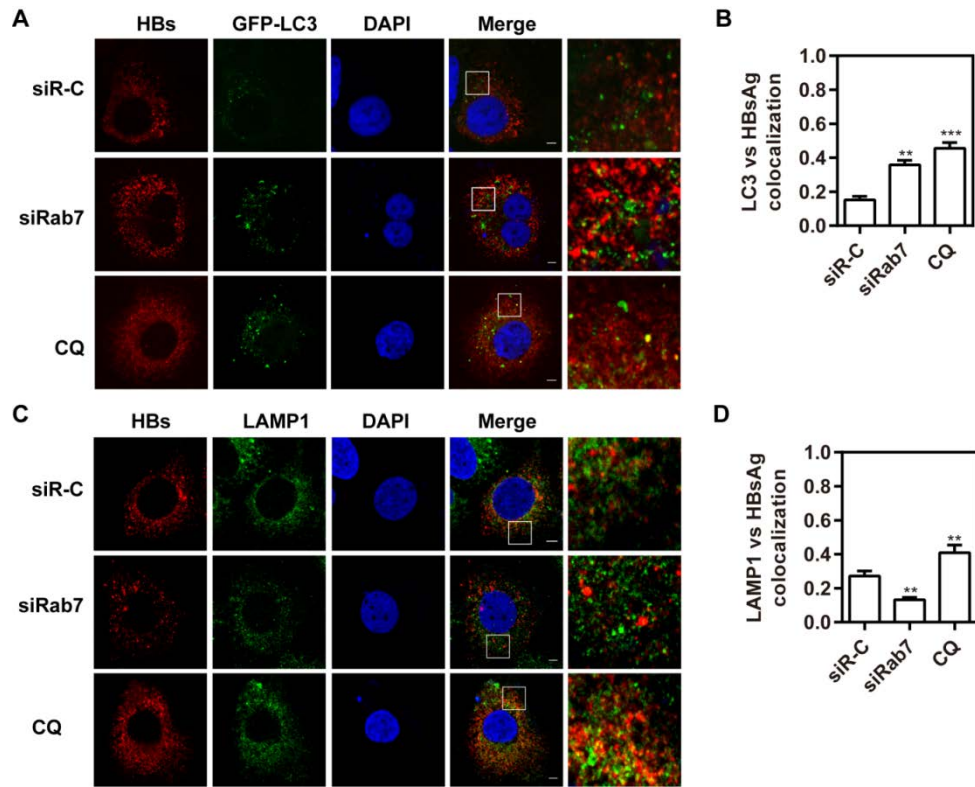 A
HBs GFP-LC3 DAPI Merge
siR-C
siRab7
CQ
B
LC3 vs HBsAg
colocalization
1.0
0.8
0.6
0.4
0.2
0.0
**
***
siR-C siRab7 CQ
C
HBs LAMP1 DAPI Merge
siR-C
siRab7
CQ
D
LAMP1 vs HBsAg
colocalization
1.0
0.8
0.6
0.4
0.2
0.0
**
**
siR-C siRab7 CQ